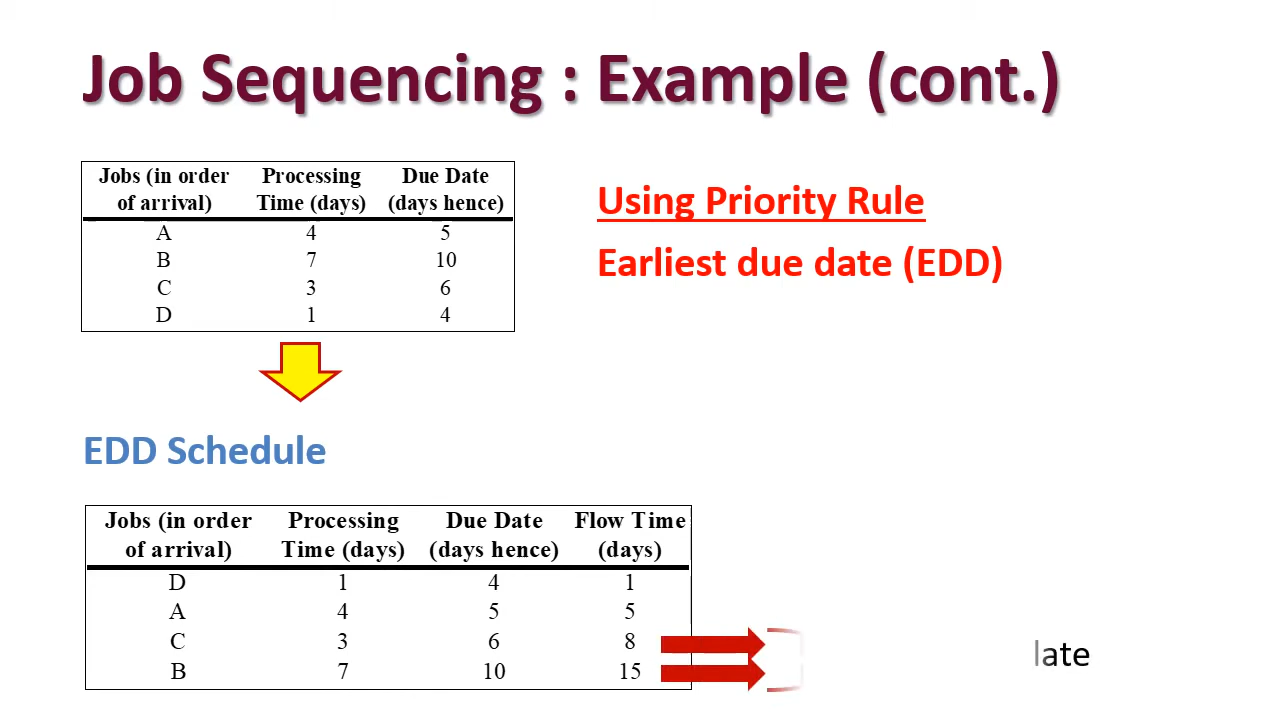 Job Sequencing : Example (cont.)
Jobs (in order Processing Due Date
of arrival) Time (days) (days hence)
A 4 5
B 7 10
C 3 6
D 1 4
Using Priority Rule
Earliest due date (EDD)
EDD Schedule
Jobs (in order Processing Due Date Flow Time
of arrival) Time (days) (days hence) (days)
D 1 4 1
A 4 5 5
C 3 6 8
B 7 10 15
late